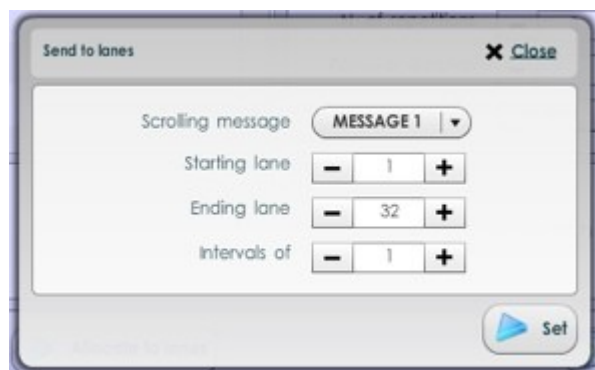 Send to lanes
Close
Scrolling message MESSAGE 1
Starting lane 1
Ending lane 32
Intervals of 1
Set